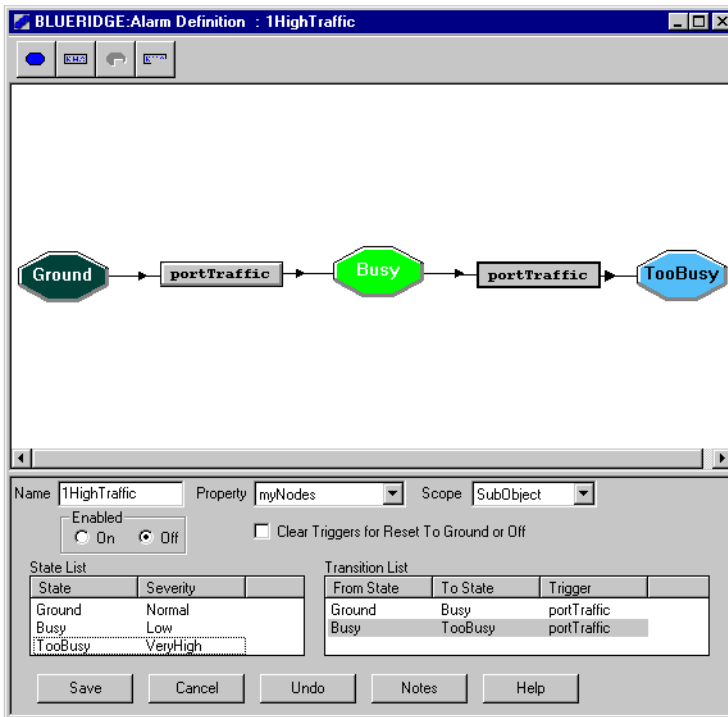 BLUERIDGE:Alarm Definition : 1HighTraffic
Ground portTraffic Busy portTraffic TooBusy
Name 1HighTraffic Property myNodes Scope SubObject
Enabled
On Off Clear Triggers for Reset To Ground or Off
State List Transition List
State Severity From State To State Trigger
Ground Normal Ground Busy portTraffic
Busy Low Busy TooBusy portTraffic
TooBusy VeryHigh
Save Cancel Undo Notes Help